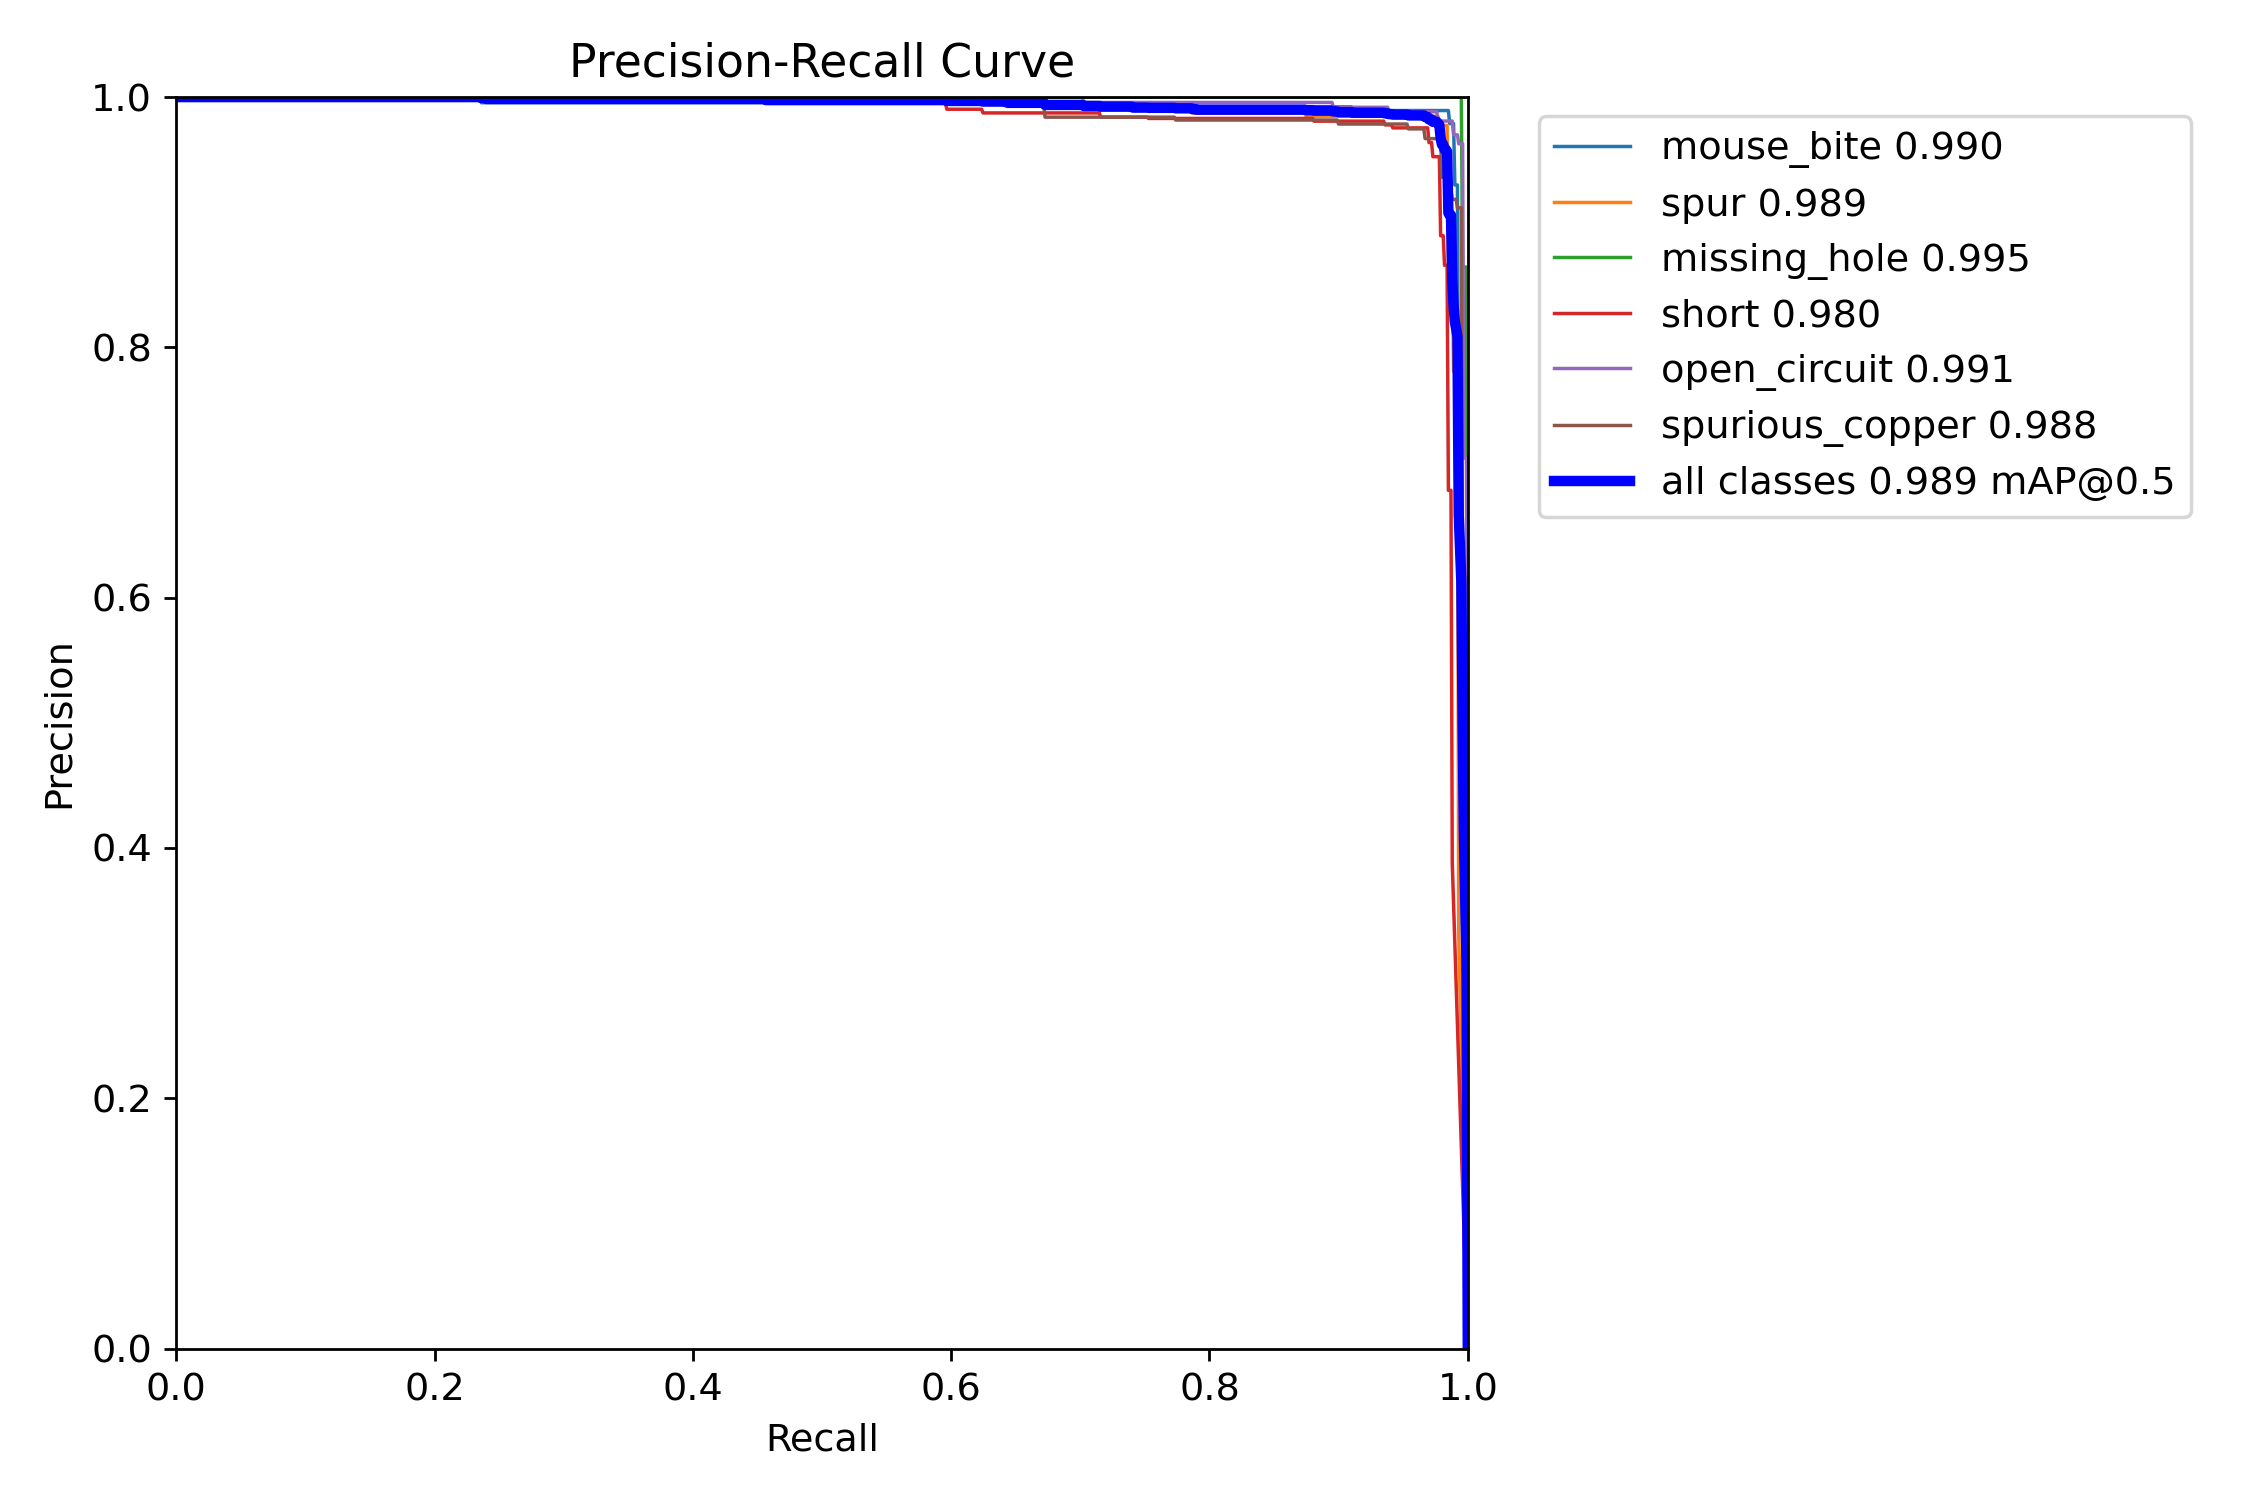 Precision-Recall Curve
1.0
0.8
0.6
0.4
0.2
0.0
Precision
0.0 0.2 0.4 0.6 0.8 1.0
Recall
mouse_bite 0.990
spur 0.989
missing_hole 0.995
short 0.980
open_circuit 0.991
spurious_copper 0.988
all classes 0.989 mAP@0.5